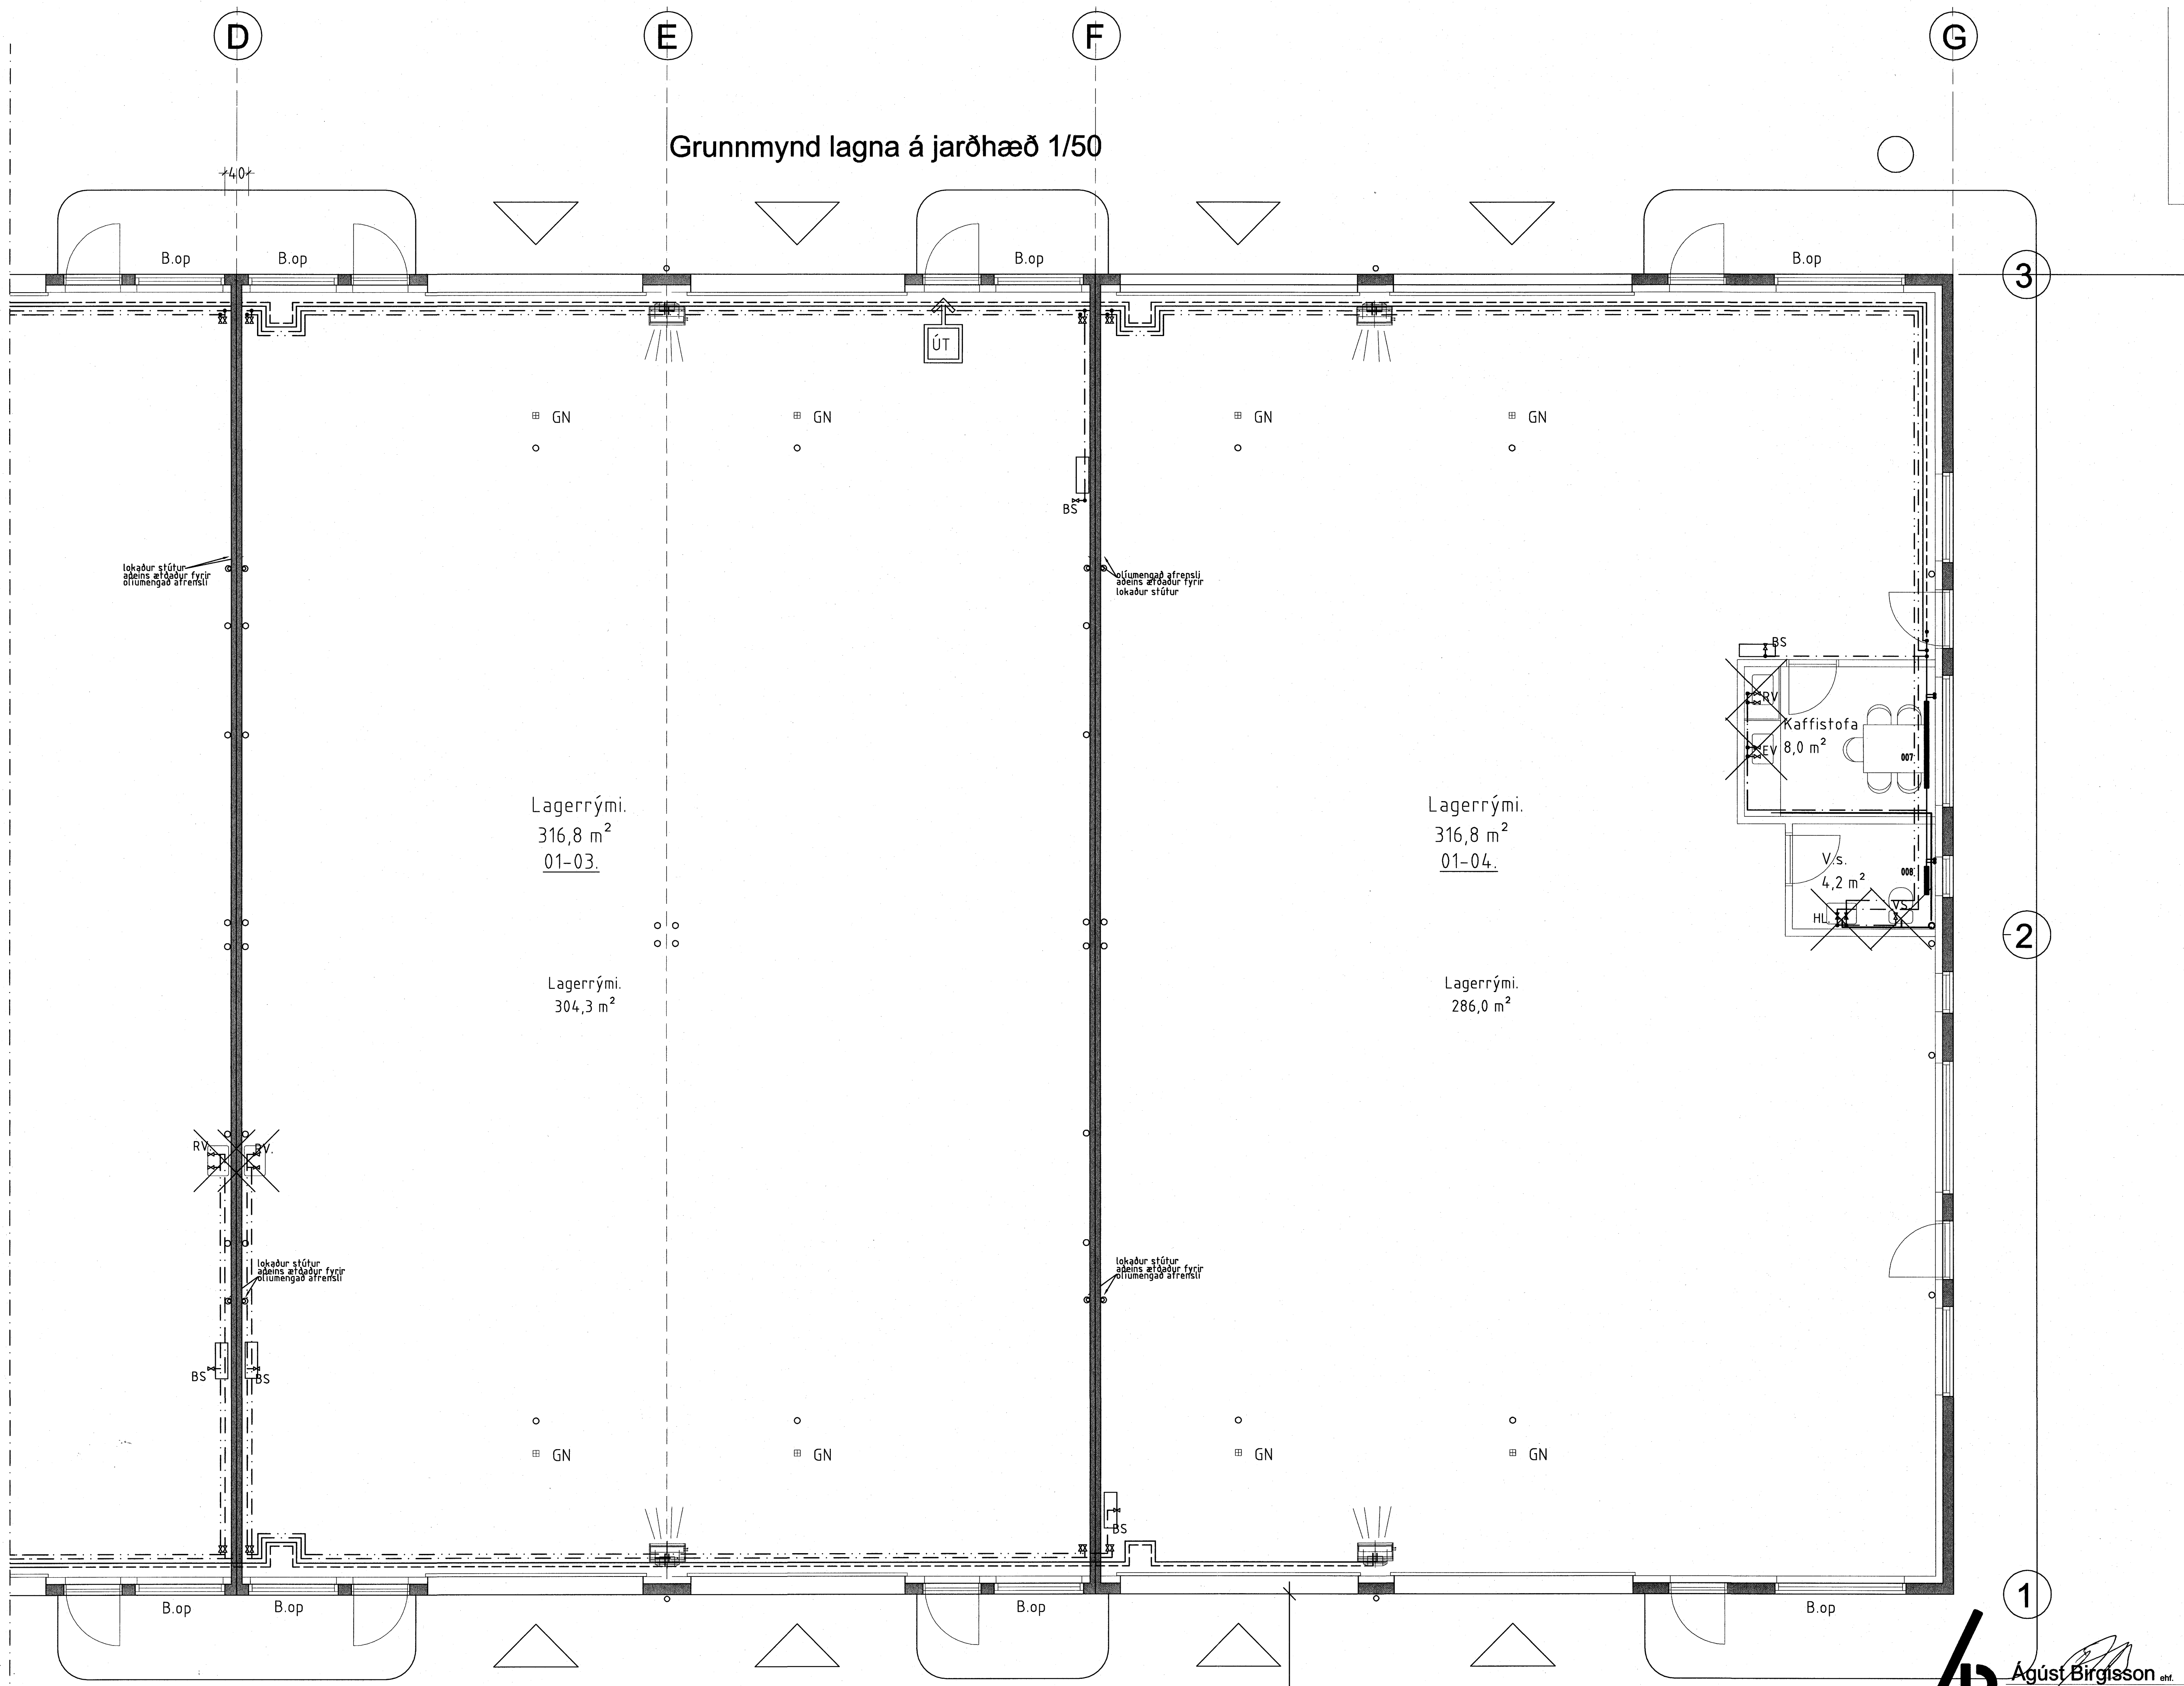 D
E
F
G
Grunnmynd lagna á jarðhæð 1/50
40
B.op
B.op
B.op
B.op
3
ÚT
GN
GN
GN
GN
BS
lokaður stútur
aðeins ætðaður fyrir
olíumengað afrensli
olíumengað afrensli
aðeins ætðaður fyrir
lokaður stútur
BS
RV
Kaffistofa
8,0 m²
EV
007
Lagerrými.
316,8 m²
01-03.
Lagerrými.
316,8 m²
01-04.
V.s.
4,2 m²
008
HL.
VS
2
Lagerrými.
304,3 m²
Lagerrými.
286,0 m²
RV.
RV.
lokaður stútur
aðeins ætðaður fyrir
olíumengað afrensli
lokaður stútur
aðeins ætðaður fyrir
olíumengað afrensli
BS
BS
GN
GN
GN
GN
BS
B.op
B.op
B.op
B.op
1
Ágúst Birgisson ehf.